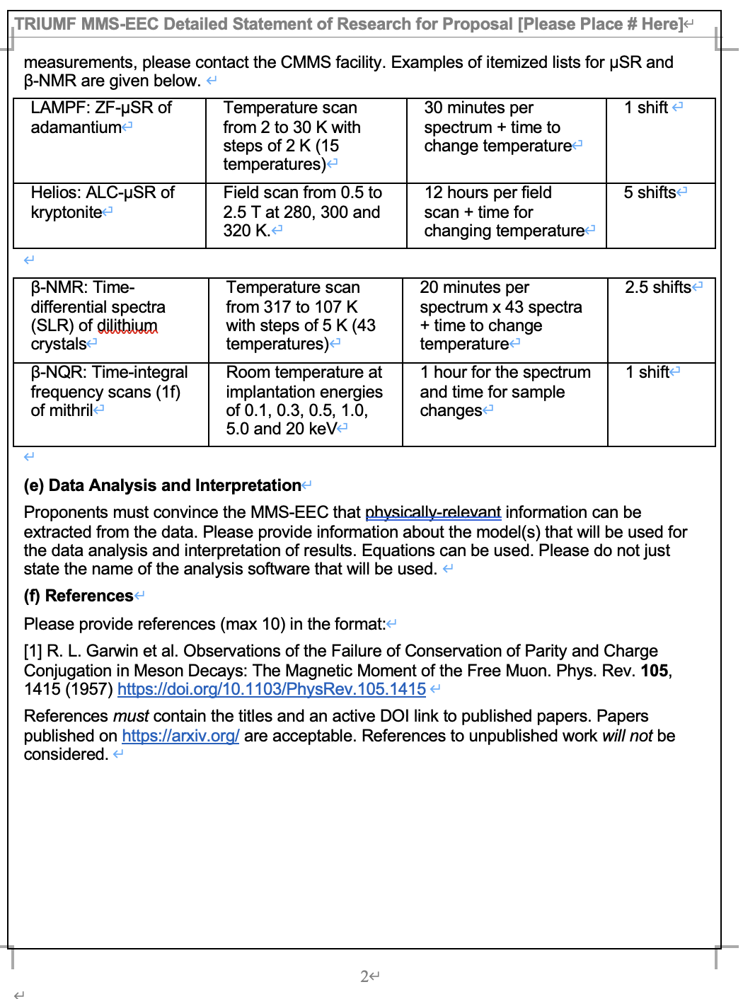 TRIUMF MMS-EEC Detailed Statement of Research for Proposal [Please Place # Here]
measurements, please contact the CMMS facility. Examples of itemized lists for µSR and
β-NMR are given below.
LAMPF: ZF-µSR of
adamantium
Temperature scan
from 2 to 30 K with
steps of 2 K (15
temperatures)
30 minutes per
spectrum + time to
change temperature
1 shift
Helios: ALC-µSR of
kryptonite
Field scan from 0.5 to
2.5 T at 280, 300 and
320 K.
12 hours per field
scan + time for
changing temperature
5 shifts
β-NMR: Time-
differential spectra
(SLR) of dilithium
crystals
Temperature scan
from 317 to 107 K
with steps of 5 K (43
temperatures)
20 minutes per
spectrum x 43 spectra
+ time to change
temperature
2.5 shifts
β-NQR: Time-integral
frequency scans (1f)
of mithril
Room temperature at
implantation energies
of 0.1, 0.3, 0.5, 1.0,
5.0 and 20 keV
1 hour for the spectrum
and time for sample
changes
1 shift
(e) Data Analysis and Interpretation
Proponents must convince the MMS-EEC that physically-relevant information can be
extracted from the data. Please provide information about the model(s) that will be used for
the data analysis and interpretation of results. Equations can be used. Please do not just
state the name of the analysis software that will be used.
(f) References
Please provide references (max 10) in the format:
[1] R. L. Garwin et al. Observations of the Failure of Conservation of Parity and Charge
Conjugation in Meson Decays: The Magnetic Moment of the Free Muon. Phys. Rev. 105,
1415 (1957) https://doi.org/10.1103/PhysRev.105.1415
References must contain the titles and an active DOI link to published papers. Papers
published on https://arxiv.org/ are acceptable. References to unpublished work will not be
considered.
2